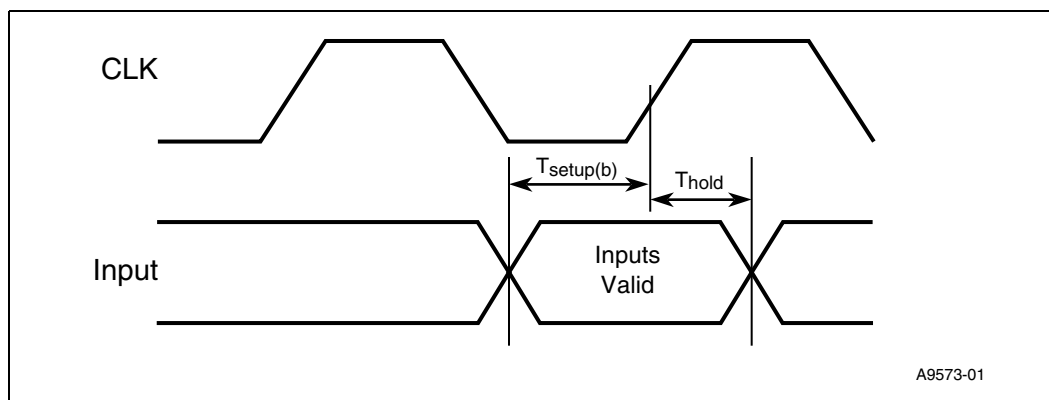 CLK
Tsetup(b)
Thold
Input
Inputs
Valid
A9573-01